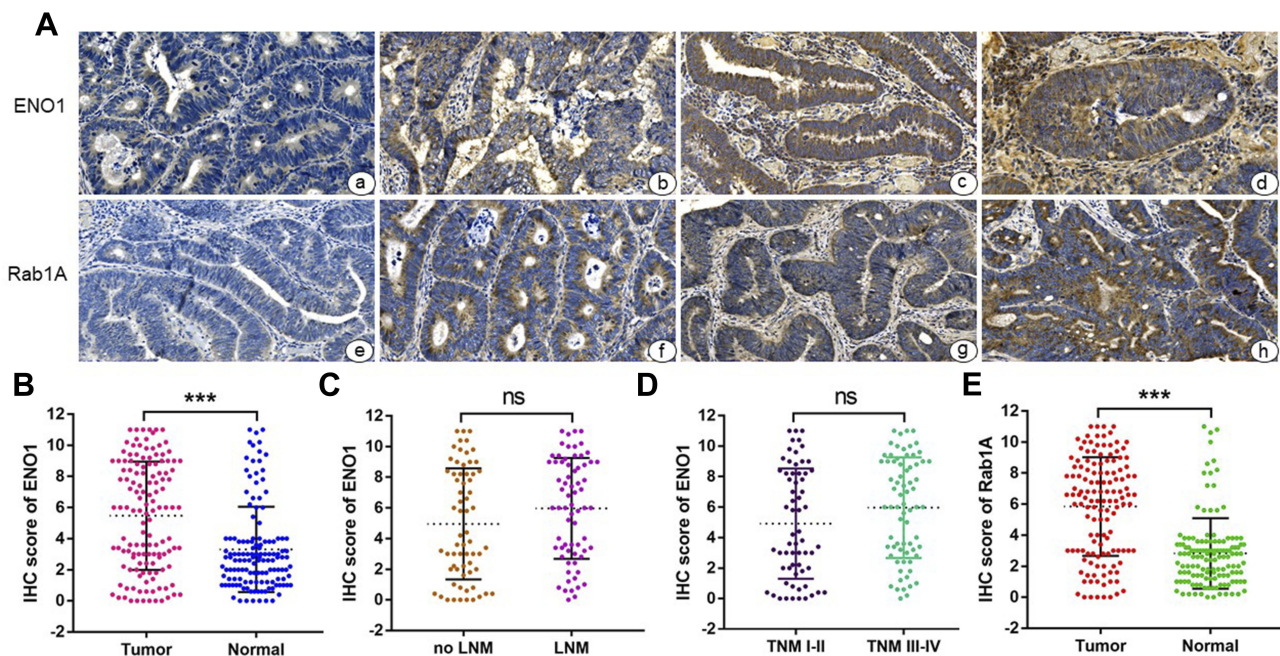 A
ENO1
a
b
c
d
Rab1A
e
f
g
h
B
***
IHC score of ENO1
12
10
8
6
4
2
0
-2
Tumor
Normal
C
ns
IHC score of ENO1
12
10
8
6
4
2
0
-2
no LNM
LNM
D
ns
IHC score of ENO1
12
10
8
6
4
2
0
-2
TNM I-II
TNM III-IV
E
***
IHC score of Rab1A
12
10
8
6
4
2
0
-2
Tumor
Normal